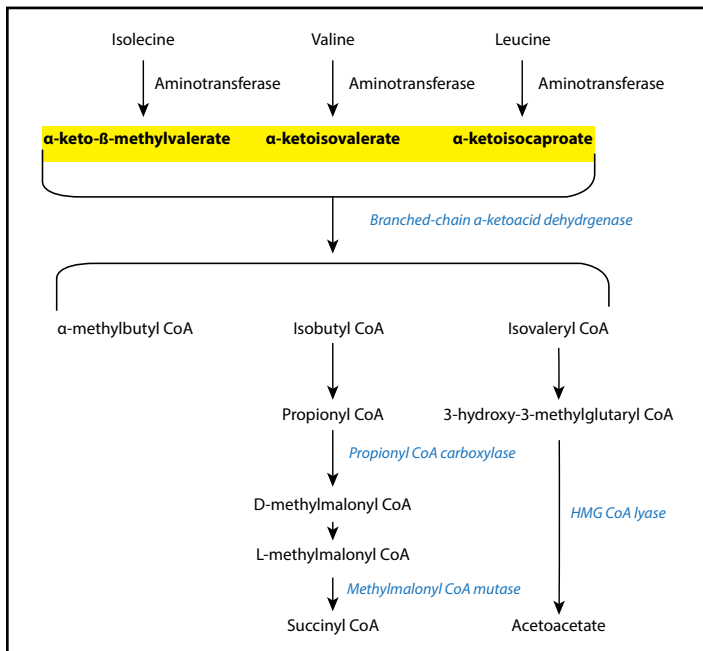 Isolecine Valine Leucine
Aminotransferase Aminotransferase Aminotransferase
α-keto-ß-methylvalerate α-ketoisovalerate α-ketoisocaproate
Branched-chain a-ketoacid dehydrgenase
α-methylbutyl CoA Isobutyl CoA Isovaleryl CoA
Propionyl CoA 3-hydroxy-3-methylglutaryl CoA
Propionyl CoA carboxylase
D-methylmalonyl CoA
HMG CoA lyase
L-methylmalonyl CoA
Methylmalonyl CoA mutase
Succinyl CoA Acetoacetate